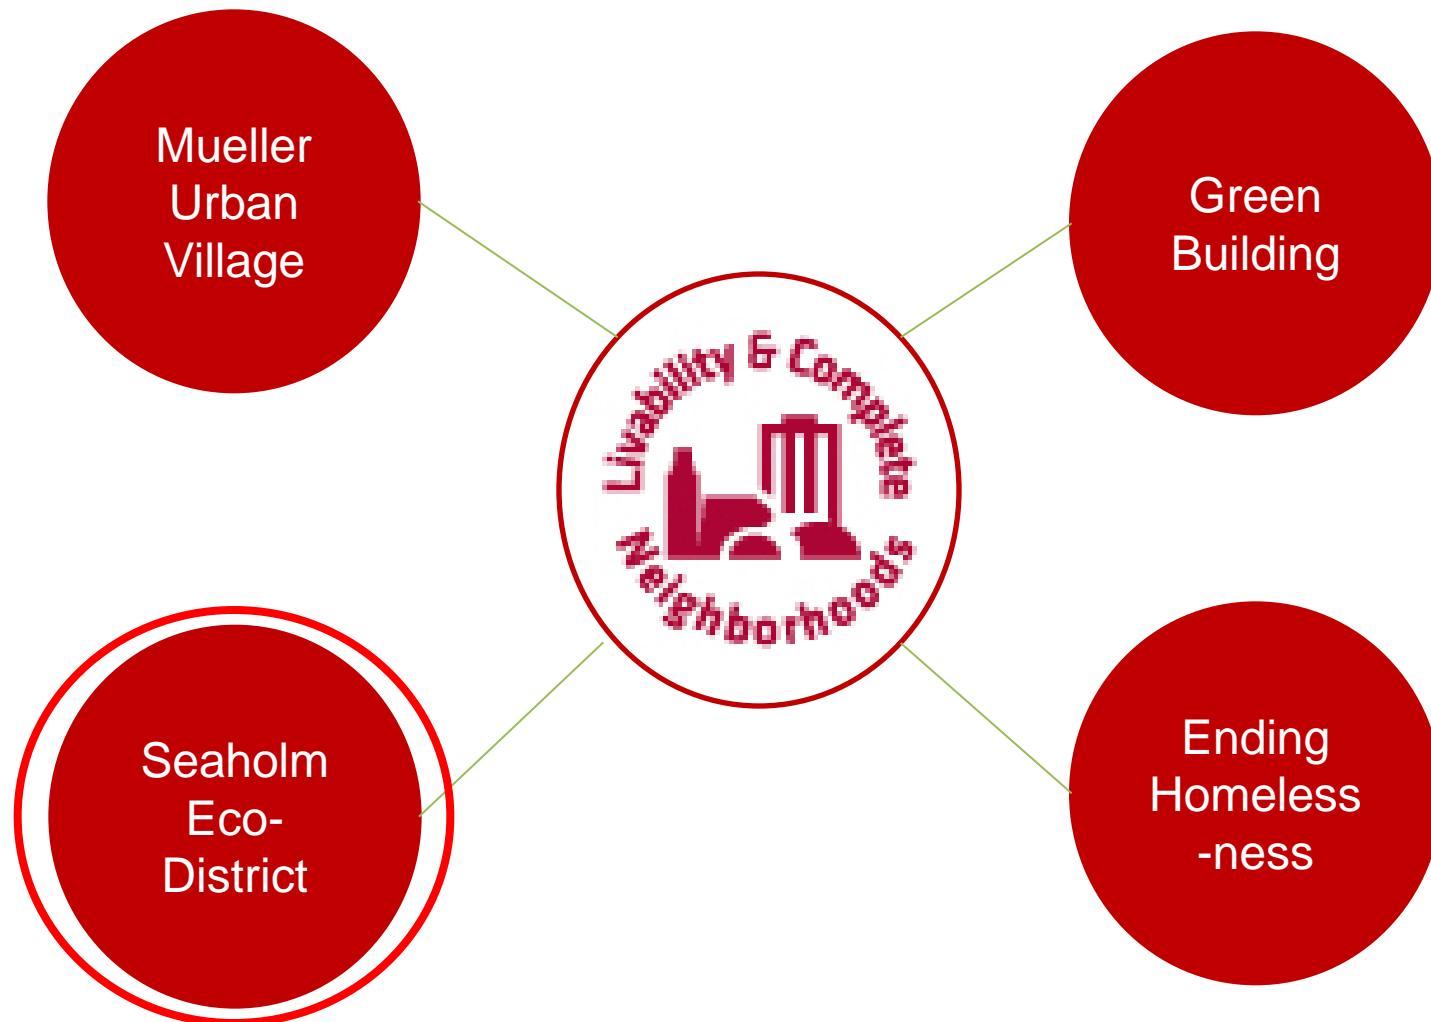 Mueller
Urban
Village
Green
Building
Livability & Complete
Neighborhoods
Seaholm
Eco-
District
Ending
Homeless
-ness